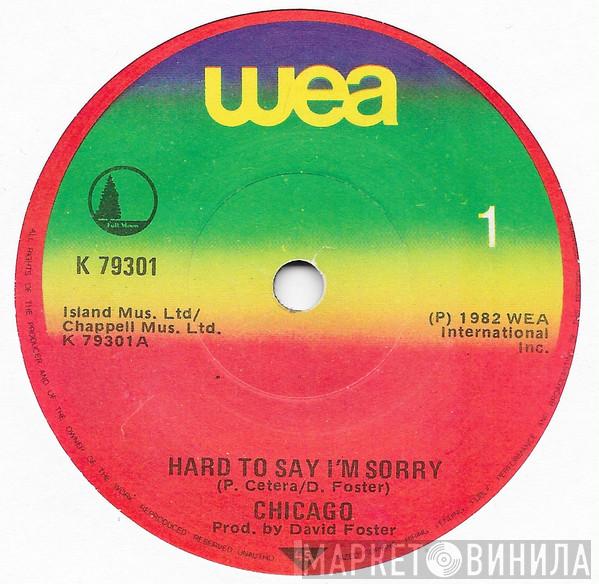 wea
Full Moon
1
K 79301
Island Mus. Ltd/
Chappell Mus. Ltd.
K 79301A
(P) 1982 WEA
International
Inc.
HARD TO SAY I'M SORRY
(P. Cetera/D. Foster)
CHICAGO
Prod. by David Foster
ALL RIGHTS OF THE PRODUCER AND OF THE OWNER OF THE WORK REPRODUCED RESERVED UNAUTH
МАРКЕТ ВИНИЛА